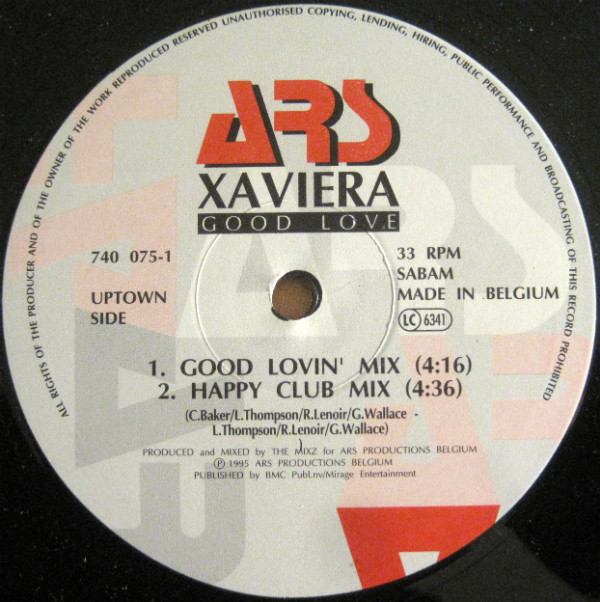 ALL RIGHTS OF THE PRODUCER AND OF THE OWNER OF THE WORK REPRODUCED RESERVED UNAUTHORISED COPYING, LENDING, HIRING, PUBLIC PERFORMANCE AND BROADCASTING OF THIS RECORD PROHIBITED
ARS
XAVIERA
GOOD LOVE
740 075-1
UPTOWN
SIDE
33 RPM
SABAM
MADE IN BELGIUM
LC 6341
1. GOOD LOVIN' MIX (4:16)
2. HAPPY CLUB MIX (4:36)
(C.Baker/L.Thompson/R.Lenoir/G.Wallace -
L.Thompson/R.Lenoir/G.Wallace)
PRODUCED and MIXED by THE MIXZ for ARS PRODUCTIONS BELGIUM
Ⓟ 1995 ARS PRODUCTIONS BELGIUM
PUBLISHED by BMC Publ.nv/Mirage Entertainment